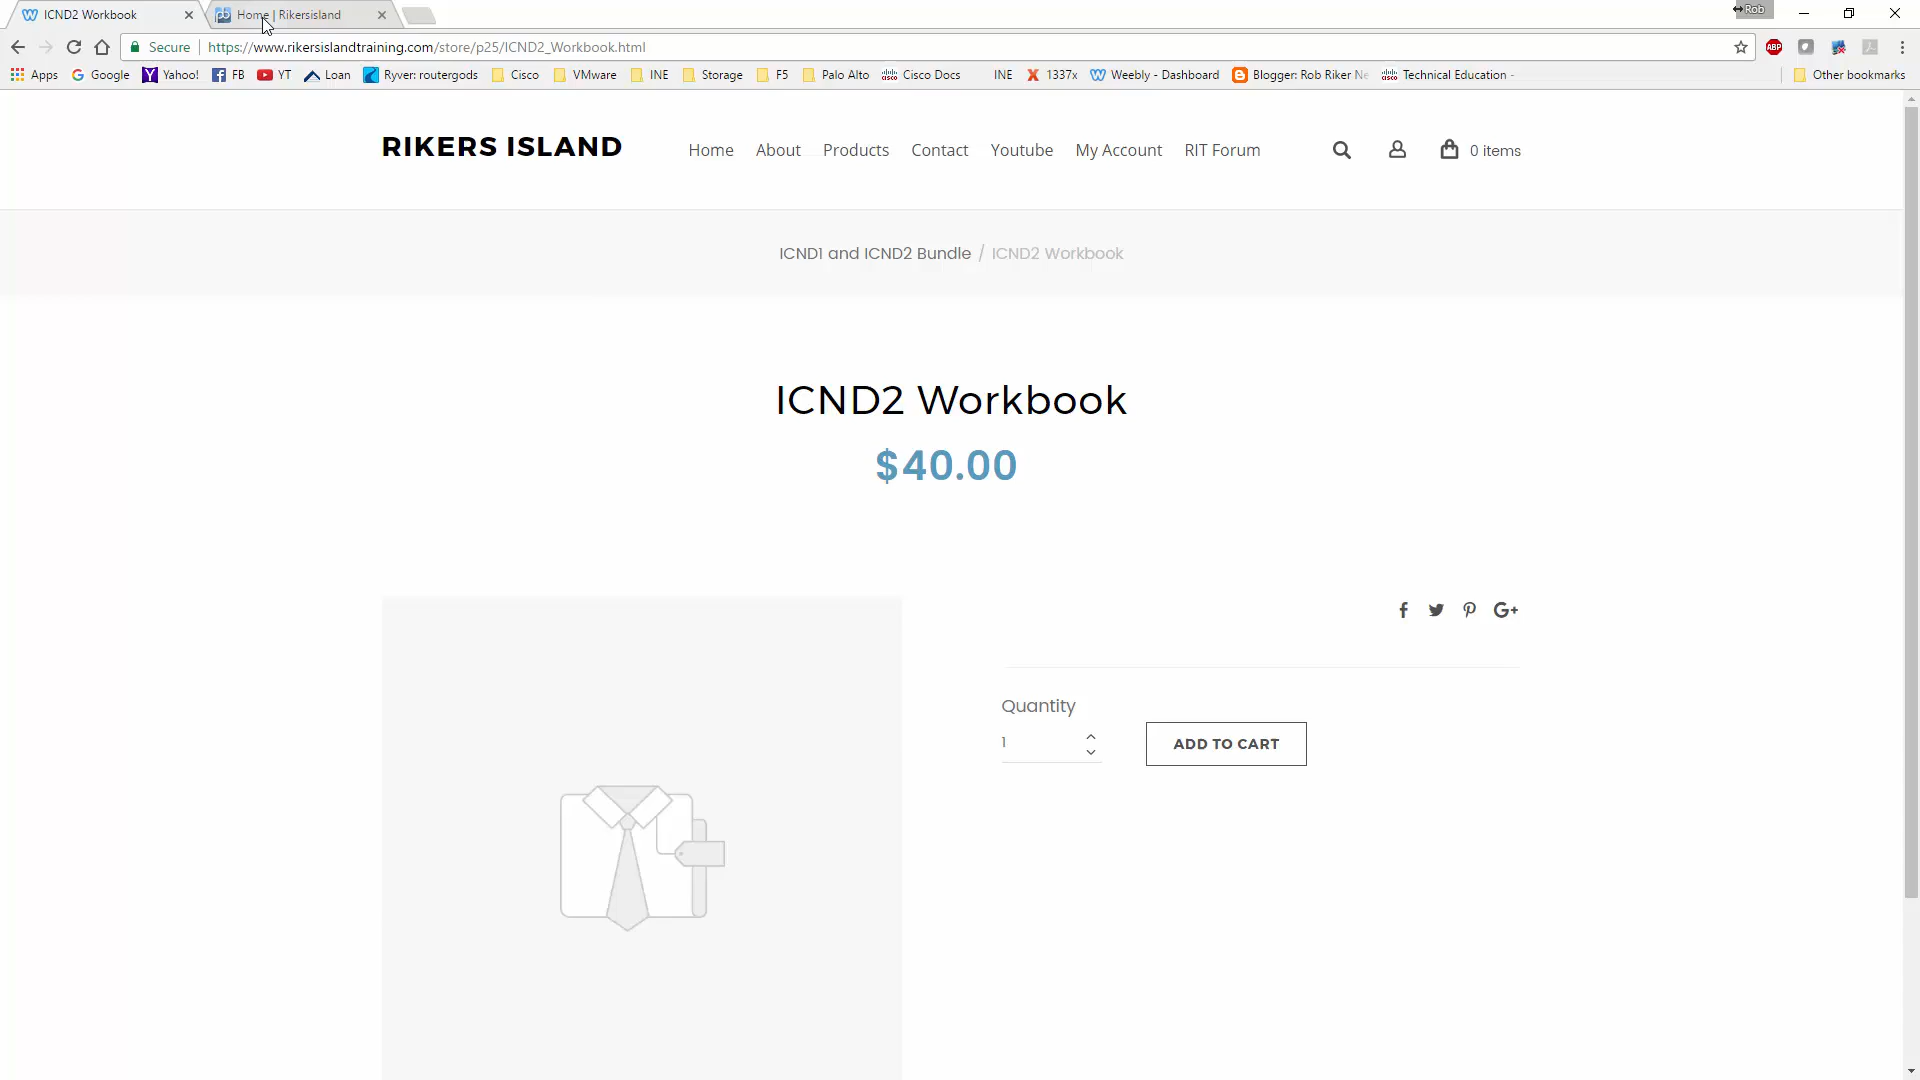 ICND2 Workbook
Home | Rikersisland
Rob
Secure https://www.rikersislandtraining.com/store/p25/ICND2_Workbook.html
ABP
Apps Google Yahoo! FB YT Loan Ryver: routergods Cisco VMware INE Storage F5 Palo Alto Cisco Docs INE 1337x Weebly - Dashboard Blogger: Rob Riker Ne Technical Education - Other bookmarks
RIKERS ISLAND
Home About Products Contact Youtube My Account RIT Forum 0 items
ICND1 and ICND2 Bundle / ICND2 Workbook
ICND2 Workbook
$40.00
Quantity
1
ADD TO CART